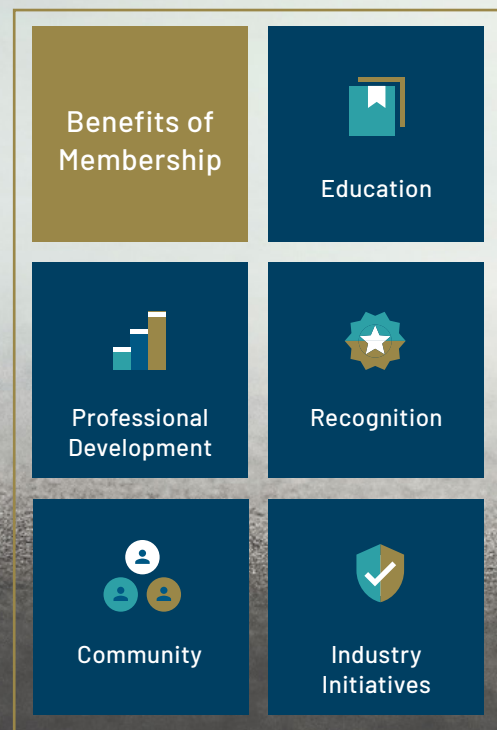 Benefits of
Membership
Education
Professional
Development
Recognition
Community
Industry
Initiatives